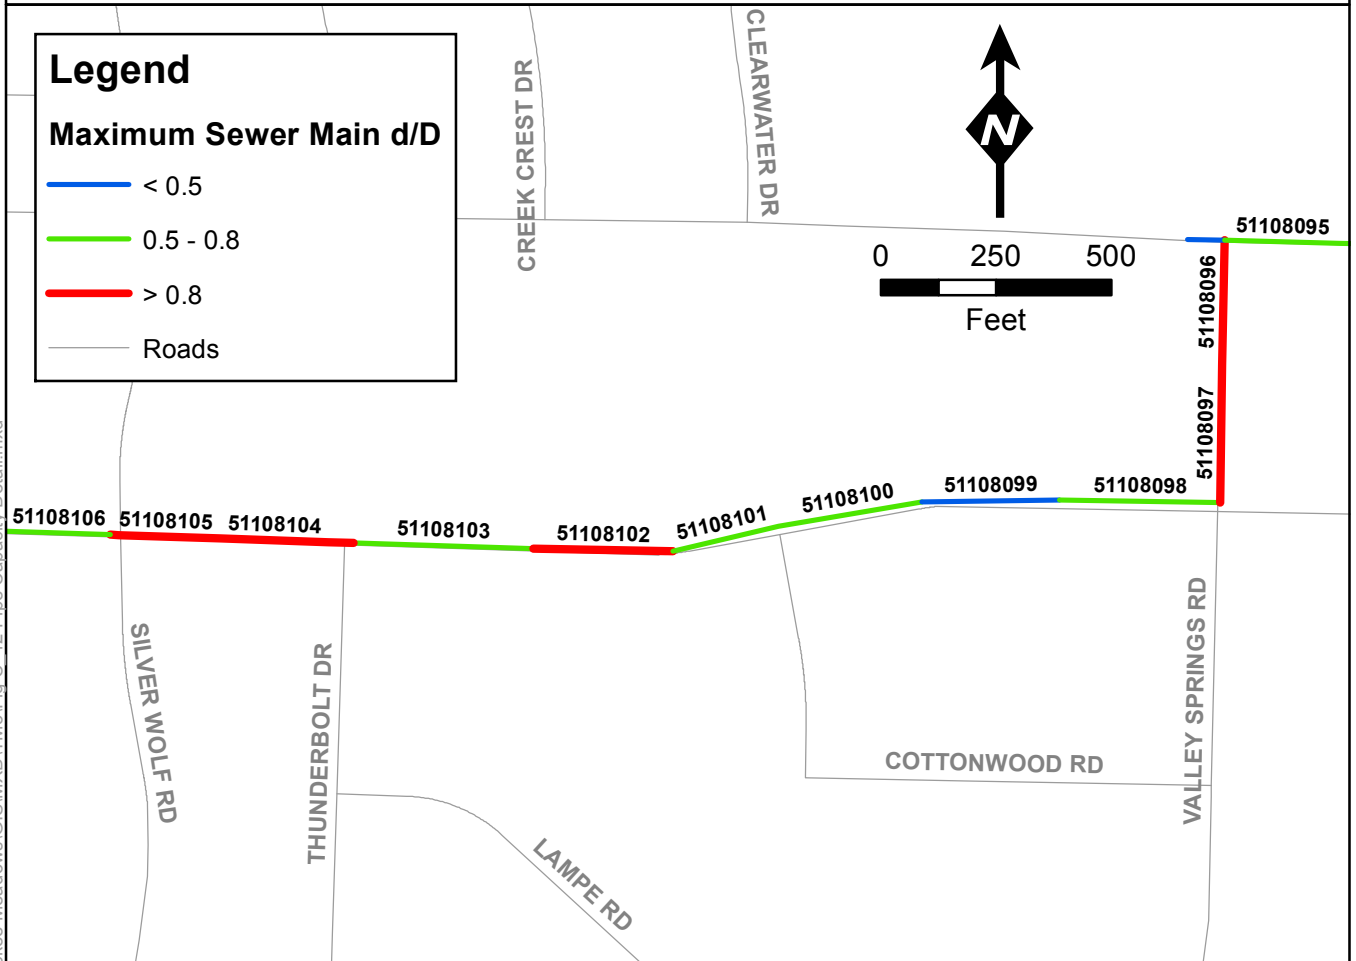 Legend
Maximum Sewer Main d/D
< 0.5
0.5 - 0.8
> 0.8
Roads
CREEK CREST DR
CLEARWATER DR
N
0 250 500
Feet
51108095
51108096
51108097
51108098
51108099
51108100
51108101
51108102
51108103
51108104
51108105
51108106
SILVER WOLF RD
THUNDERBOLT DR
LAMPE RD
COTTONWOOD RD
VALLEY SPRINGS RD